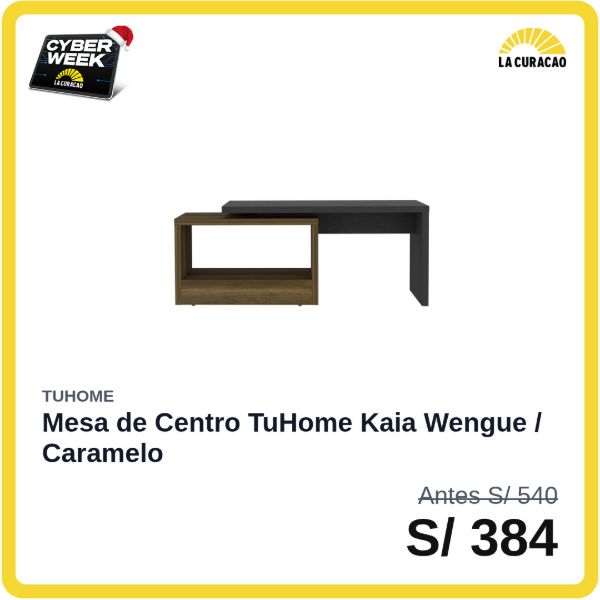 CYBER
WEEK
LA CURACAO
LA CURACAO
TUHOME
Mesa de Centro TuHome Kaia Wengue /
Caramelo
Antes S/ 540
S/ 384